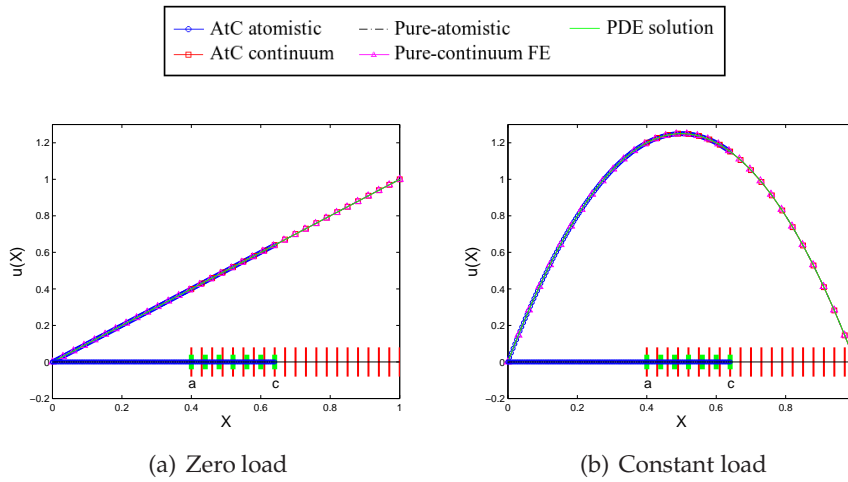 AtC atomistic
Pure-atomistic
PDE solution
AtC continuum
Pure-continuum FE
1.2
1
0.8
0.6
0.4
0.2
0
−0.2
u(X)
a
c
0
0.2
0.4
0.6
0.8
1
X
(a) Zero load
1.2
1
0.8
0.6
0.4
0.2
0
−0.2
u(X)
a
c
0
0.2
0.4
0.6
0.8
X
(b) Constant load